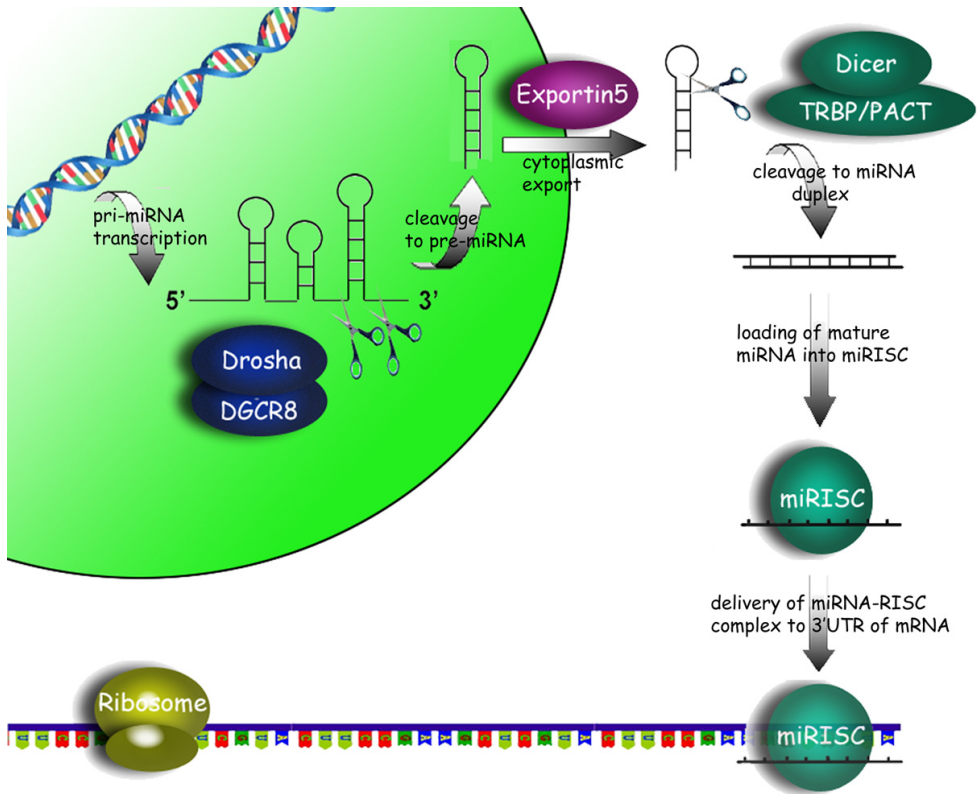 Exportin5
Dicer
TRBP/PACT
cytoplasmic
export
cleavage to miRNA
duplex
pri-miRNA
transcription
cleavage
to pre-miRNA
5’
3’
Drosha
DGCR8
loading of mature
miRNA into miRISC
miRISC
delivery of miRNA-RISC
complex to 3’UTR of mRNA
Ribosome
miRISC